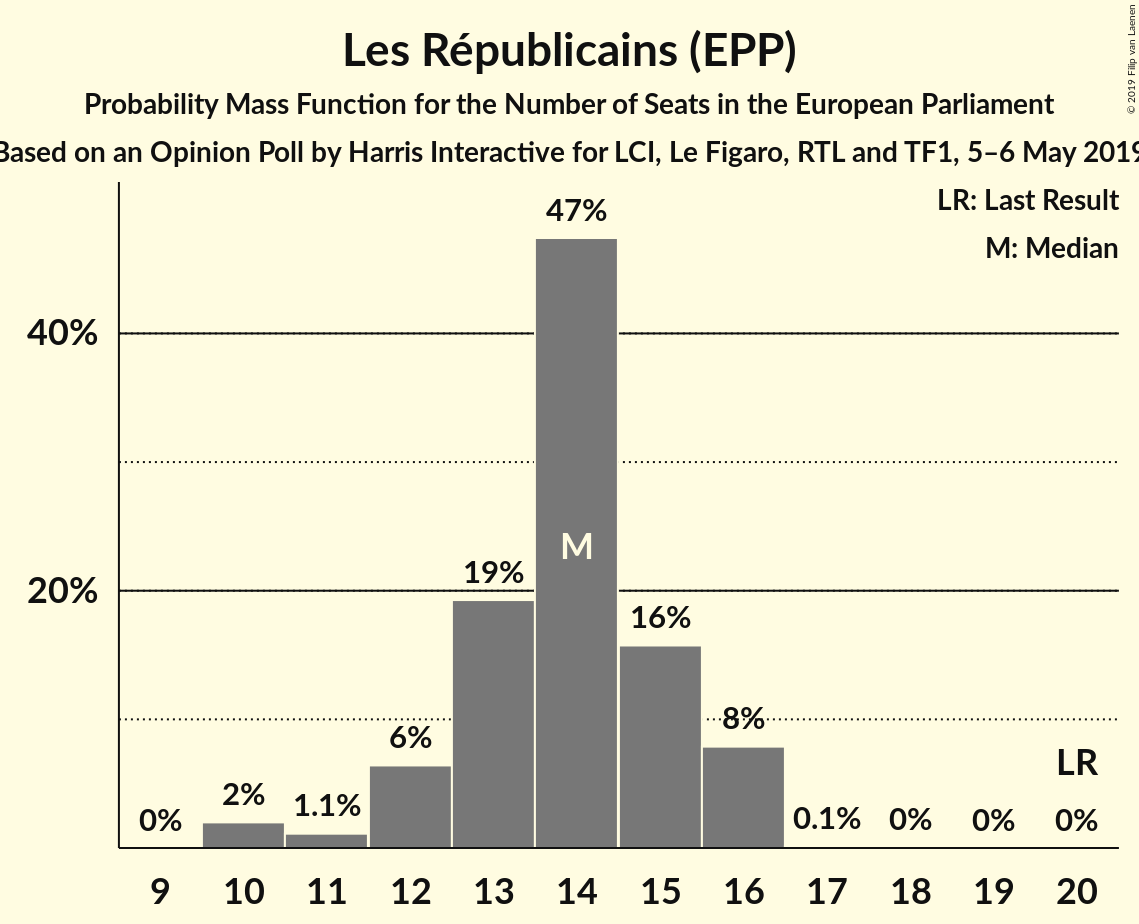 Les Républicains (EPP)
Probability Mass Function for the Number of Seats in the European Parliament
Based on an Opinion Poll by Harris Interactive for LCI, Le Figaro, RTL and TF1, 5–6 May 2019
© 2019 Filip van Laenen
LR: Last Result
M: Median
47%
40%
M
19%
20%
16%
8%
6%
LR
2%
1.1%
0%
0.1%
0%
0%
0%
9 10 11 12 13 14 15 16 17 18 19 20